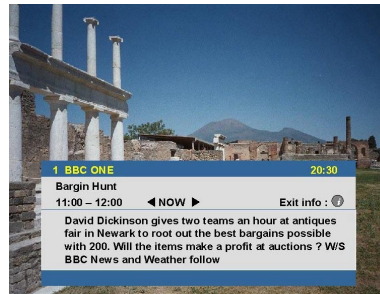 1 BBC ONE 20:30
Bargin Hunt
11:00 – 12:00 ◀ NOW ▶ Exit info : i
David Dickinson gives two teams an hour at antiques
fair in Newark to root out the best bargains possible
with 200. Will the items make a profit at auctions ? W/S
BBC News and Weather follow